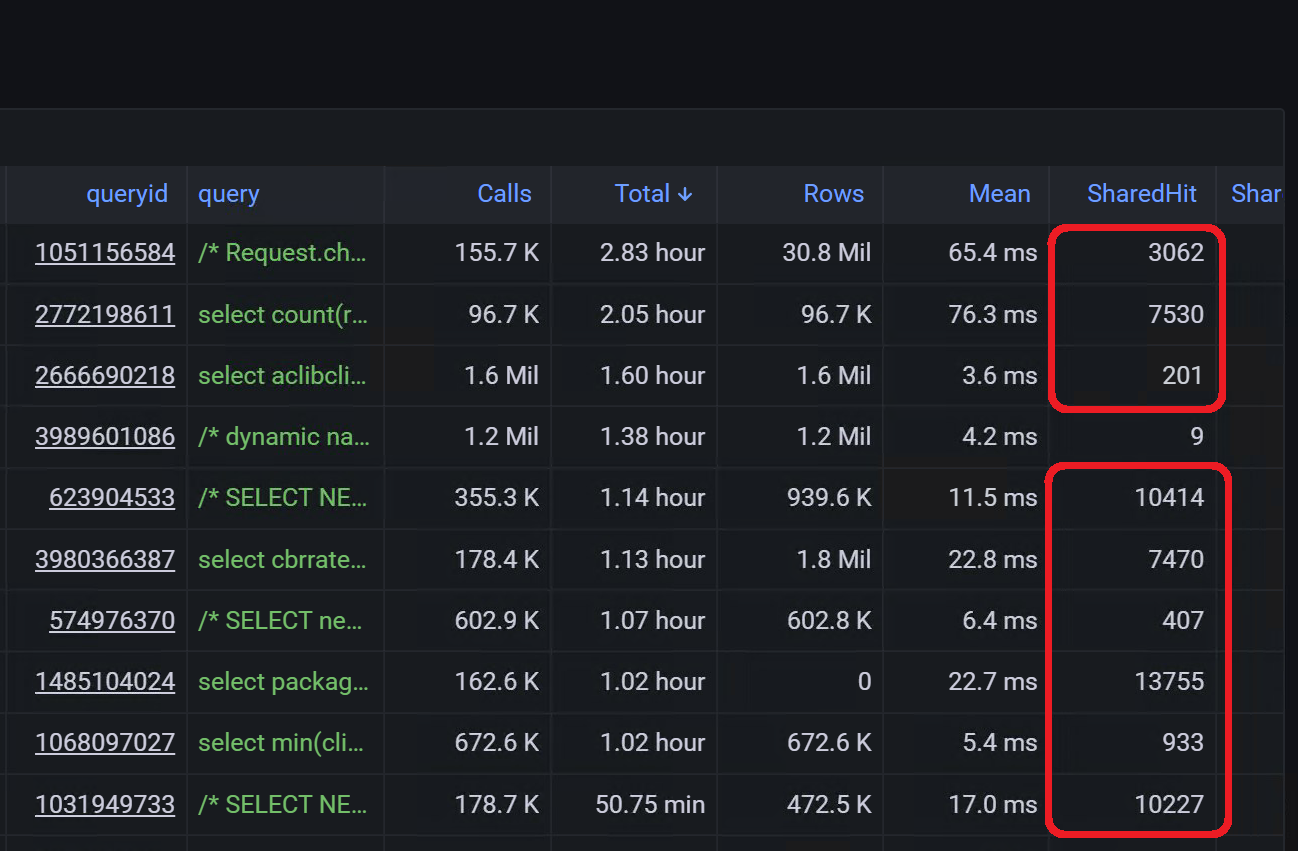 queryid query Calls Total ↓ Rows Mean SharedHit Shar
1051156584 /* Request.ch... 155.7 K 2.83 hour 30.8 Mil 65.4 ms 3062
2772198611 select count(r... 96.7 K 2.05 hour 96.7 K 76.3 ms 7530
2666690218 select aclibcli... 1.6 Mil 1.60 hour 1.6 Mil 3.6 ms 201
3989601086 /* dynamic na... 1.2 Mil 1.38 hour 1.2 Mil 4.2 ms 9
623904533 /* SELECT NE... 355.3 K 1.14 hour 939.6 K 11.5 ms 10414
3980366387 select cbrrate... 178.4 K 1.13 hour 1.8 Mil 22.8 ms 7470
574976370 /* SELECT ne... 602.9 K 1.07 hour 602.8 K 6.4 ms 407
1485104024 select packag... 162.6 K 1.02 hour 0 22.7 ms 13755
1068097027 select min(cli... 672.6 K 1.02 hour 672.6 K 5.4 ms 933
1031949733 /* SELECT NE... 178.7 K 50.75 min 472.5 K 17.0 ms 10227